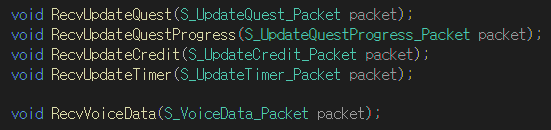 void RecvUpdateQuest(S_UpdateQuest_Packet packet);
void RecvUpdateQuestProgress(S_UpdateQuestProgress_Packet packet);
void RecvUpdateCredit(S_UpdateCredit_Packet packet);
void RecvUpdateTimer(S_UpdateTimer_Packet packet);
void RecvVoiceData(S_VoiceData_Packet packet);